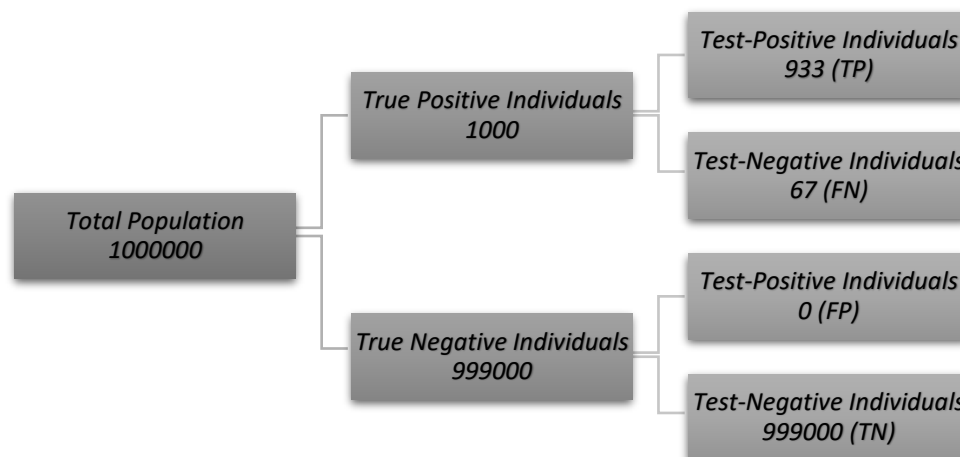 Total Population
1000000
True Positive Individuals
1000
Test-Positive Individuals
933 (TP)
Test-Negative Individuals
67 (FN)
True Negative Individuals
999000
Test-Positive Individuals
0 (FP)
Test-Negative Individuals
999000 (TN)